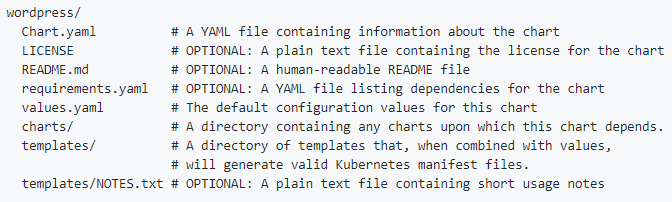 wordpress/
  Chart.yaml          # A YAML file containing information about the chart
  LICENSE             # OPTIONAL: A plain text file containing the license for the chart
  README.md           # OPTIONAL: A human-readable README file
  requirements.yaml   # OPTIONAL: A YAML file listing dependencies for the chart
  values.yaml         # The default configuration values for this chart
  charts/             # A directory containing any charts upon which this chart depends.
  templates/          # A directory of templates that, when combined with values,
                      # will generate valid Kubernetes manifest files.
  templates/NOTES.txt # OPTIONAL: A plain text file containing short usage notes